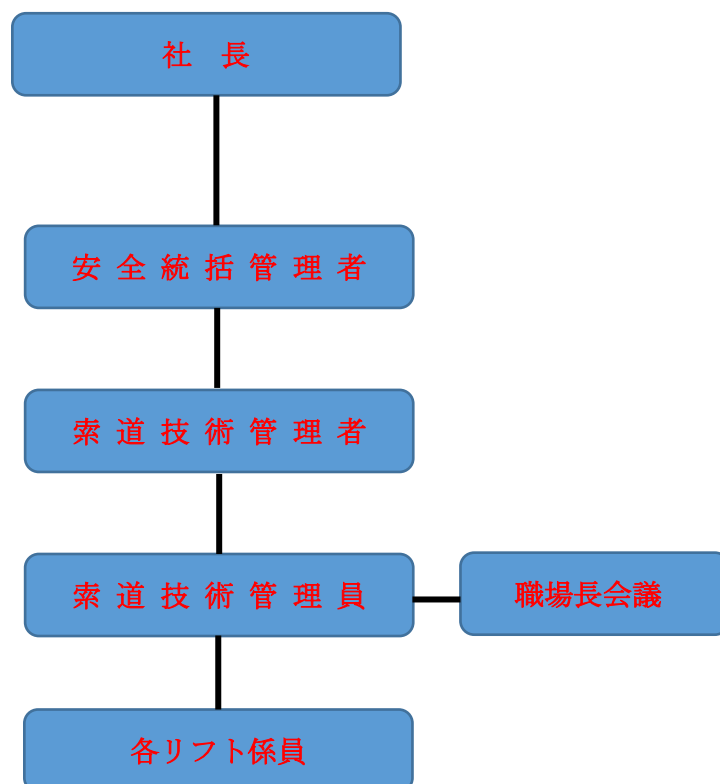 社　長
安 全 統 括 管 理 者
索 道 技 術 管 理 者
索 道 技 術 管 理 員
職場長会議
各リフト係員